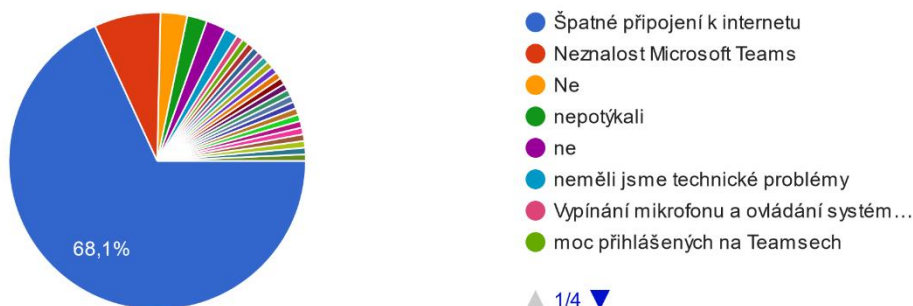 68,1%
Špatné připojení k internetu
Neznalost Microsoft Teams
Ne
nepotýkali
ne
neměli jsme technické problémy
Vypínání mikrofonu a ovládání systém…
moc přihlášených na Teamsech
1/4